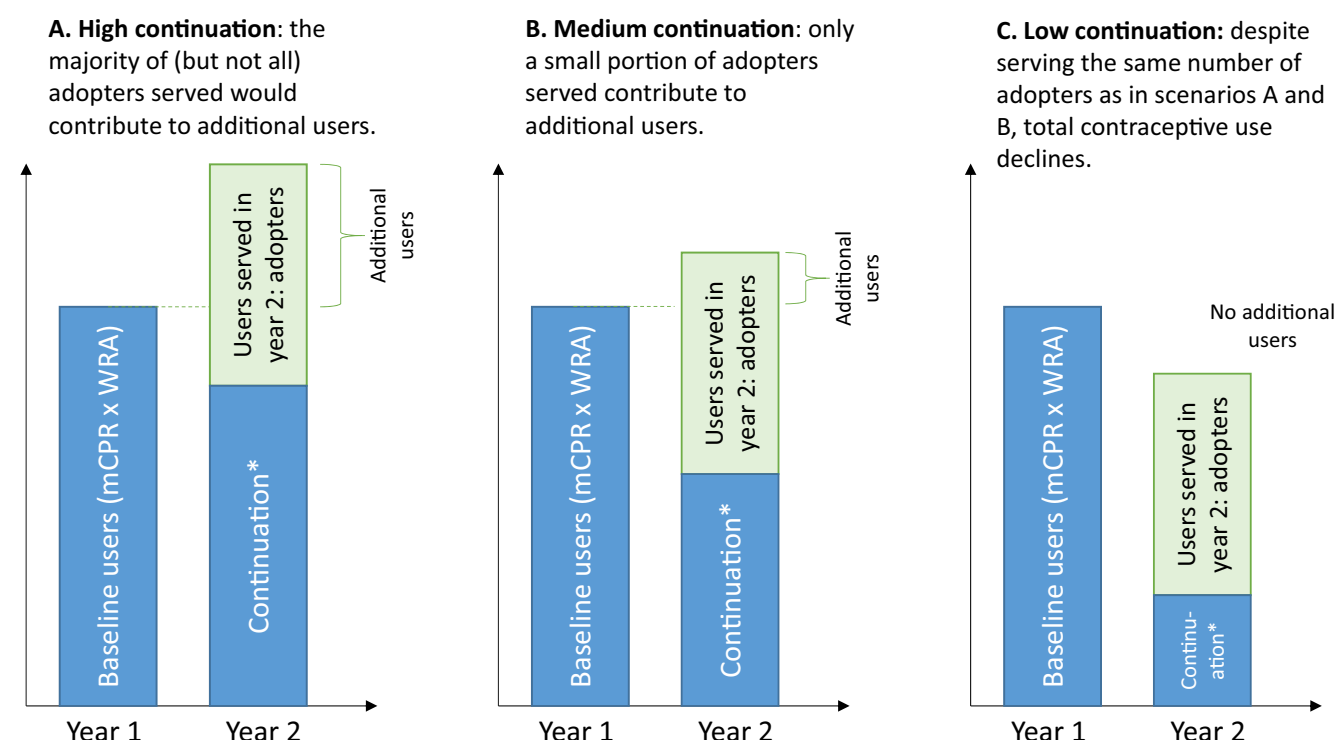 A. High continuation: the
majority of (but not all)
adopters served would
contribute to additional users.
Baseline users (mCPR x WRA)
Users served in
year 2: adopters
Continuation*
Additional
users
Year 1
Year 2
B. Medium continuation: only
a small portion of adopters
served contribute to
additional users.
Baseline users (mCPR x WRA)
Users served in
year 2: adopters
Continuation*
Additional
users
Year 1
Year 2
C. Low continuation: despite
serving the same number of
adopters as in scenarios A and
B, total contraceptive use
declines.
Baseline users (mCPR x WRA)
Users served in
year 2: adopters
Continu-
ation*
No additional
users
Year 1
Year 2